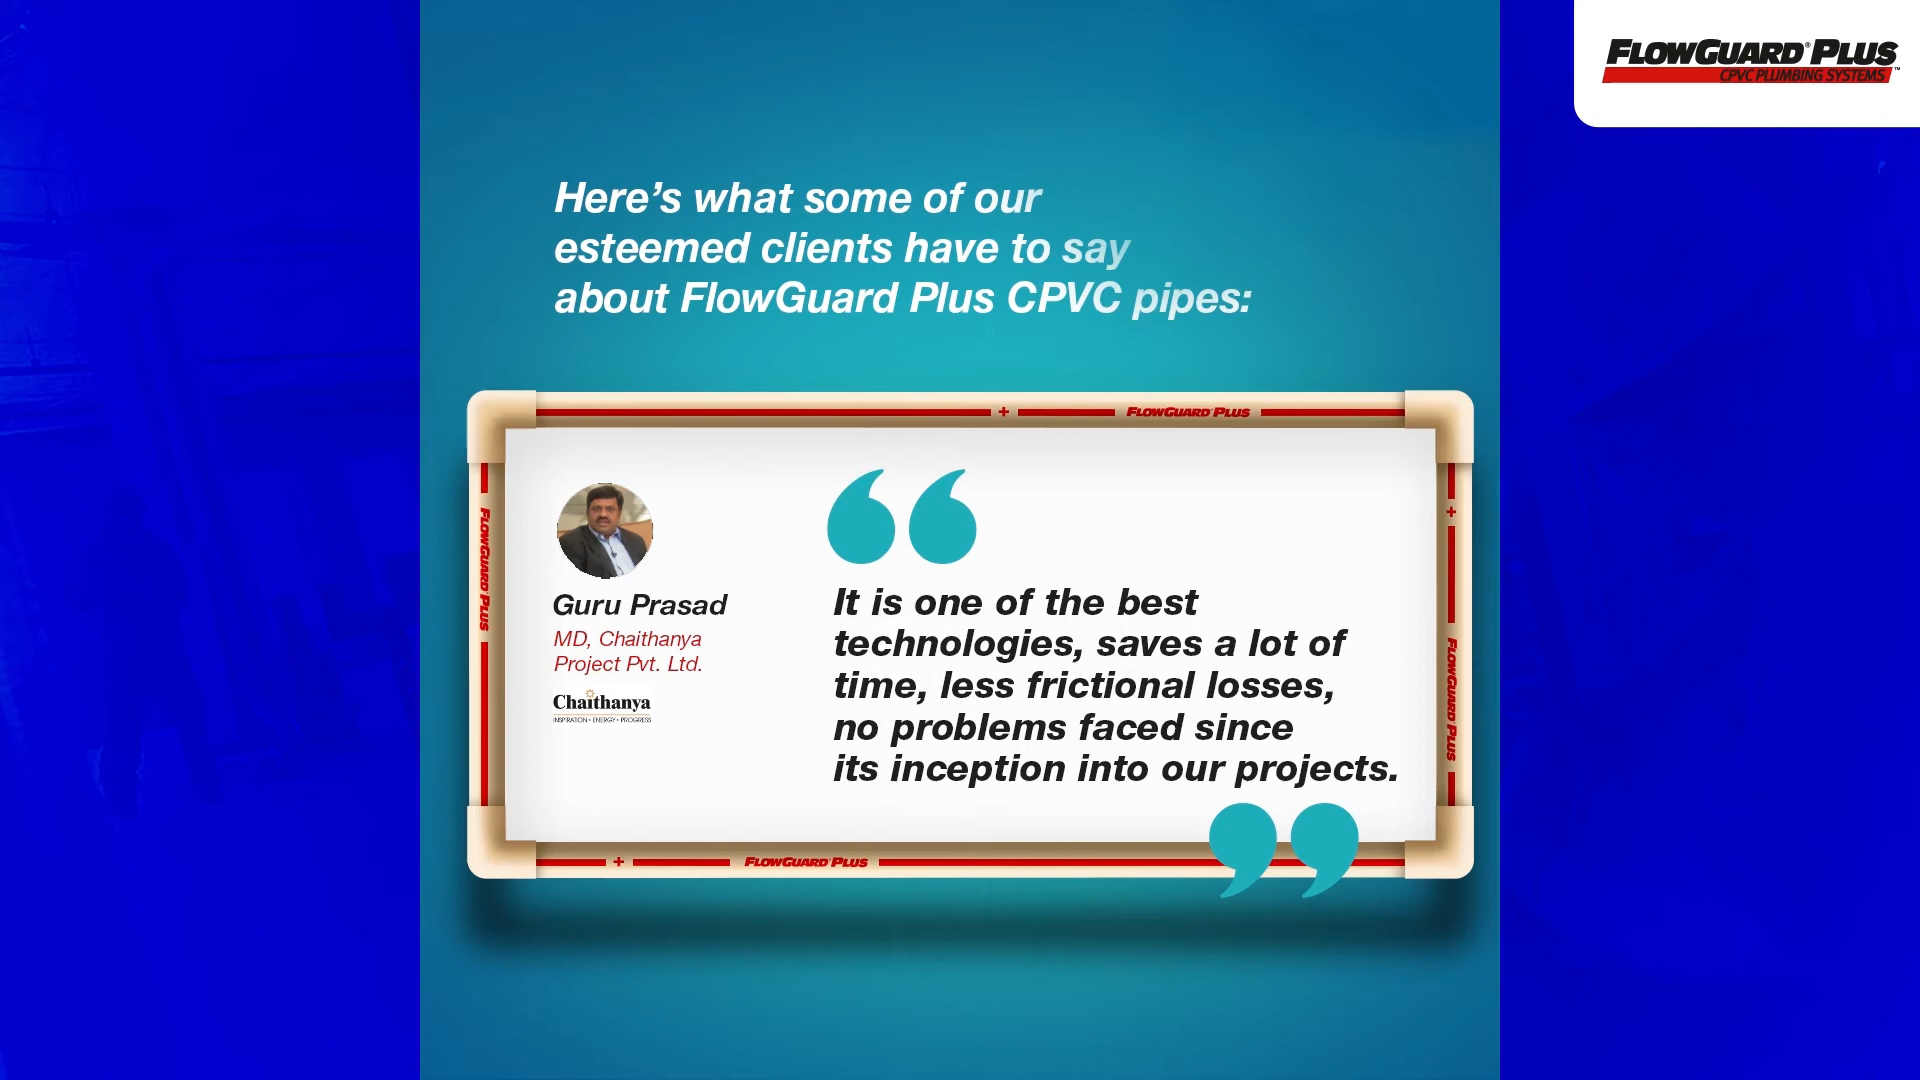 FLOWGUARD® PLUS™
CPVC PLUMBING SYSTEMS
Here's what some of our
esteemed clients have to say
about FlowGuard Plus CPVC pipes:
FLOWGUARD PLUS
FLOWGUARD PLUS
Guru Prasad
MD, Chaithanya
Project Pvt. Ltd.
Chaithanya
INSPIRATION • ENERGY • PROGRESS
“
It is one of the best
technologies, saves a lot of
time, less frictional losses,
no problems faced since
its inception into our projects.
”
FLOWGUARD PLUS
FLOWGUARD PLUS